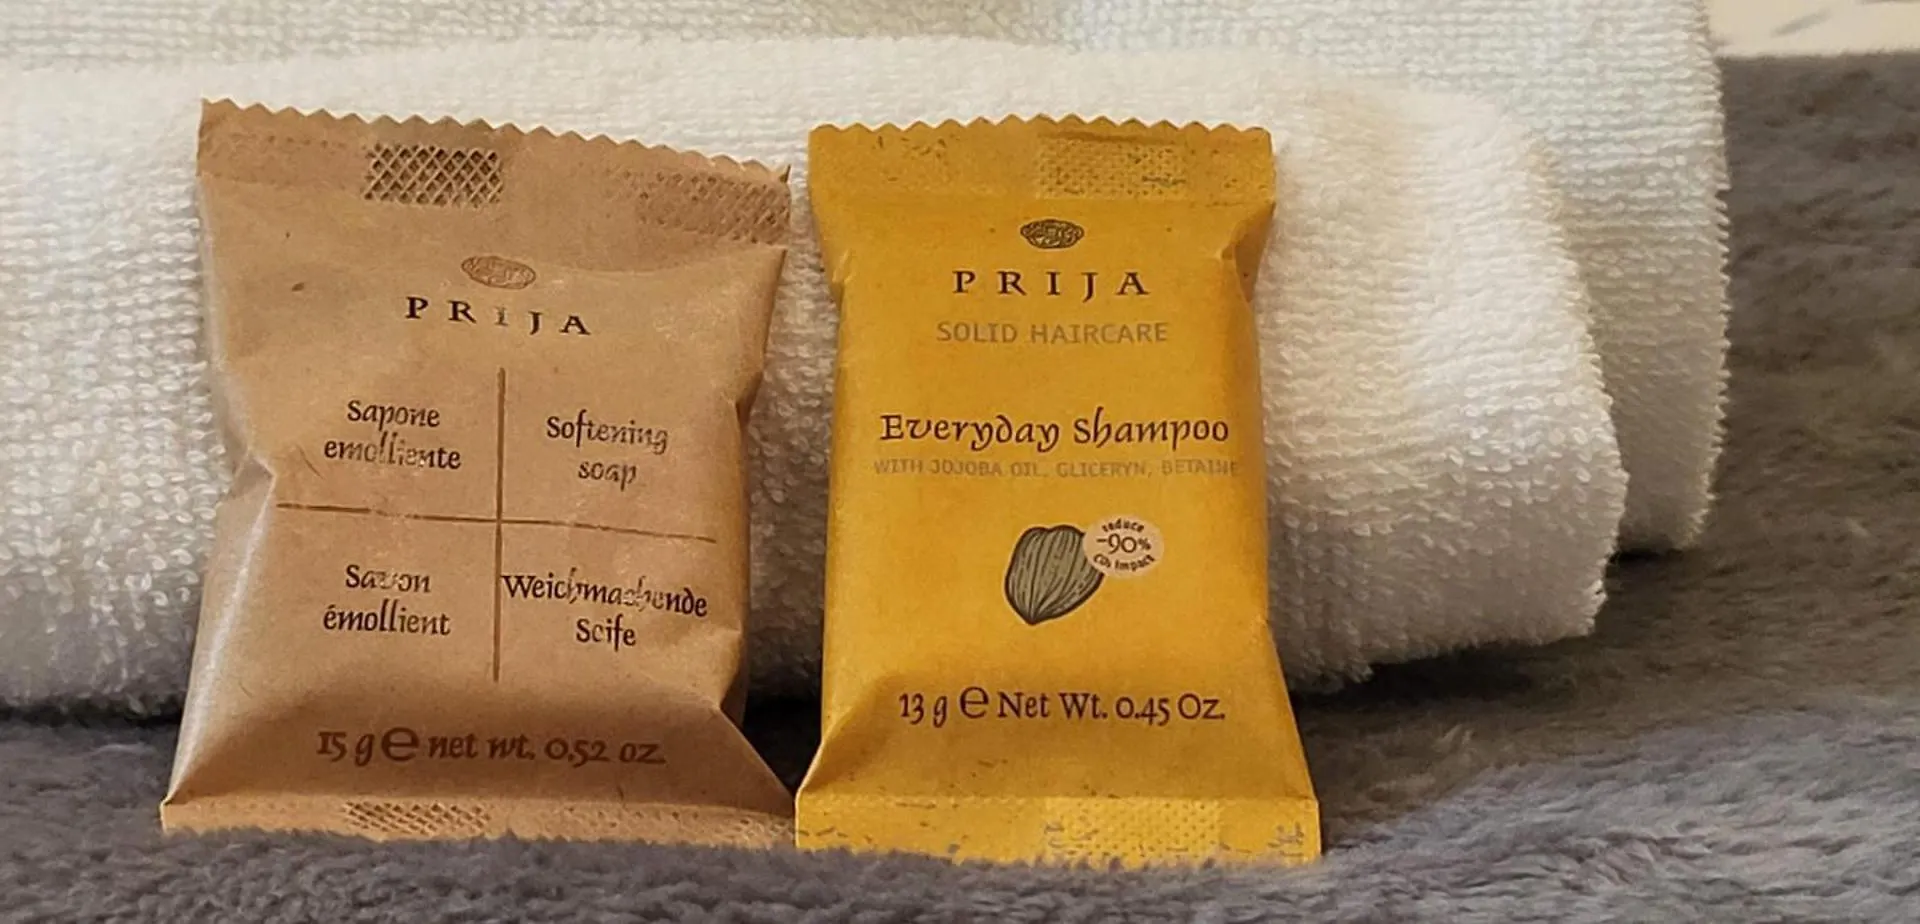 PRIJA
Sapone
emolliente
Softening
soap
Savon
émollient
Weichmachende
Seife
15 g ℮ net wt. 0.52 oz.
PRIJA
SOLID HAIRCARE
Everyday Shampoo
WITH JOJOBA OIL, GLICERYN, BETAINE
reduce
-90%
CO₂ impact
13 g ℮ Net Wt. 0.45 Oz.